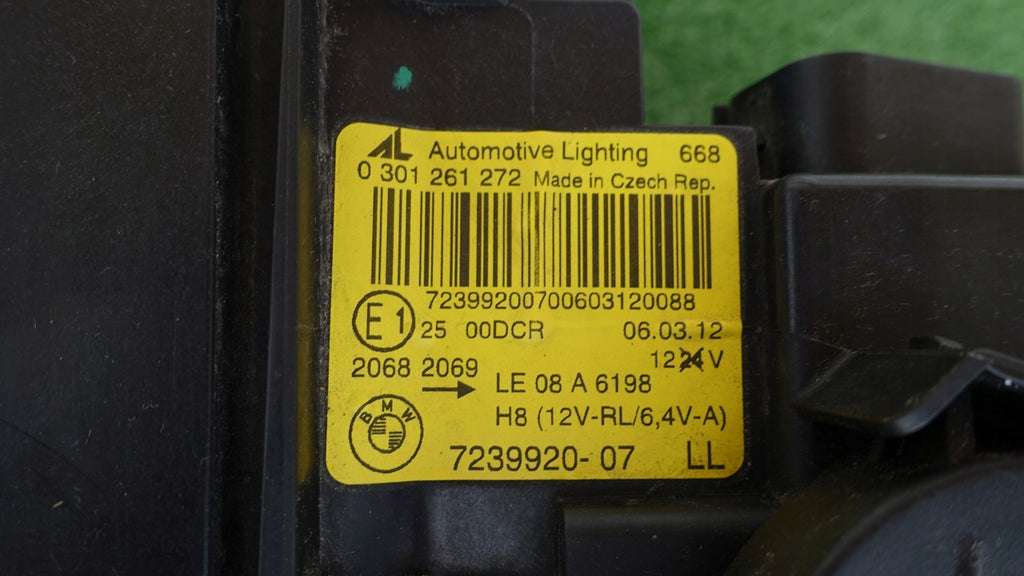 AL Automotive Lighting 668
0 301 261 272 Made in Czech Rep.
72399200700603120088
E1 25 00DCR 06.03.12
12 24 V
2068 2069
LE 08 A 6198
H8 (12V-RL/6,4V-A)
BMW
7239920-07 LL